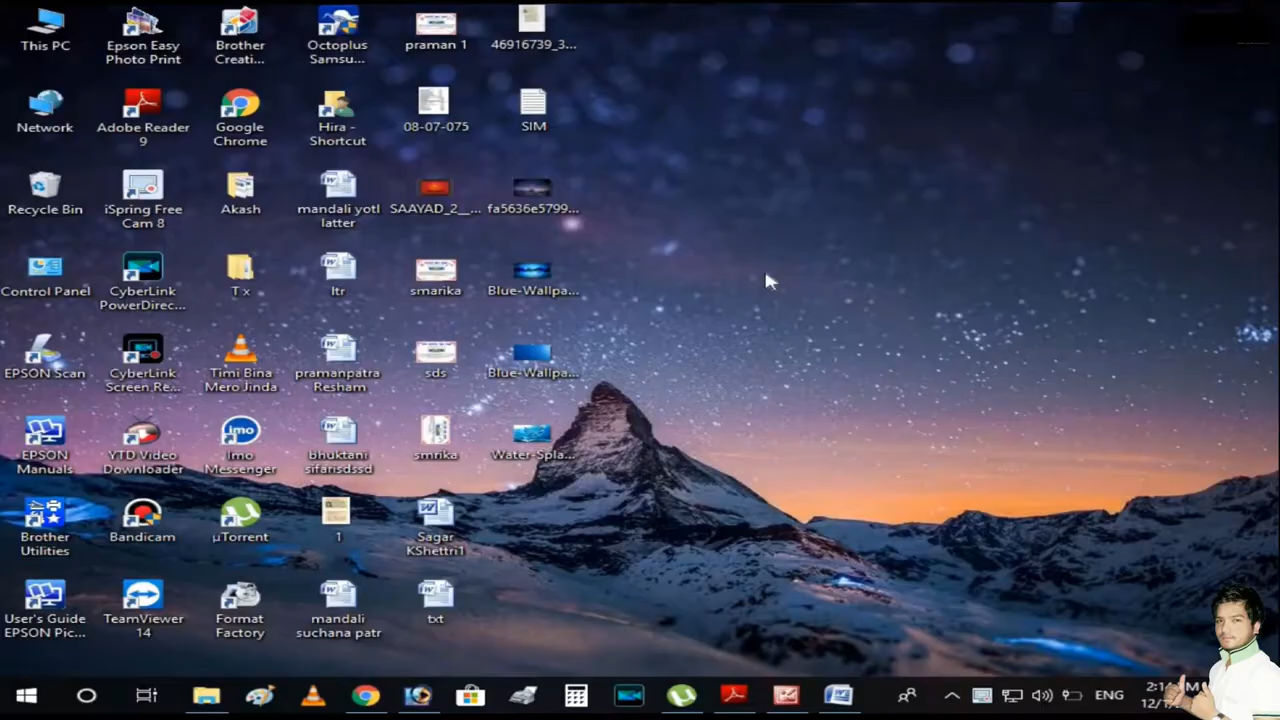 This PC
Epson Easy
Photo Print
Brother
Creati...
Octoplus
Samsu...
praman 1
46916739_3...
Network
Adobe Reader
9
Google
Chrome
Hira -
Shortcut
08-07-075
SIM
Recycle Bin
iSpring Free
Cam 8
Akash
mandali yotl
latter
SAAYAD_2__...
fa5636e5799...
Control Panel
CyberLink
PowerDirec...
T x
ltr
smarika
Blue-Wallpa...
EPSON Scan
CyberLink
Screen Re...
Timi Bina
Mero Jinda
pramanpatra
Resham
sds
Blue-Wallpa...
EPSON
Manuals
YTD Video
Downloader
imo
Imo
Messenger
bhuktani
sifarisdssd
smrika
Water-Spla...
Brother
Utilities
Bandicam
µTorrent
1
Sagar
KShettri1
User's Guide
EPSON Pic...
TeamViewer
14
Format
Factory
mandali
suchana patr
txt
ENG